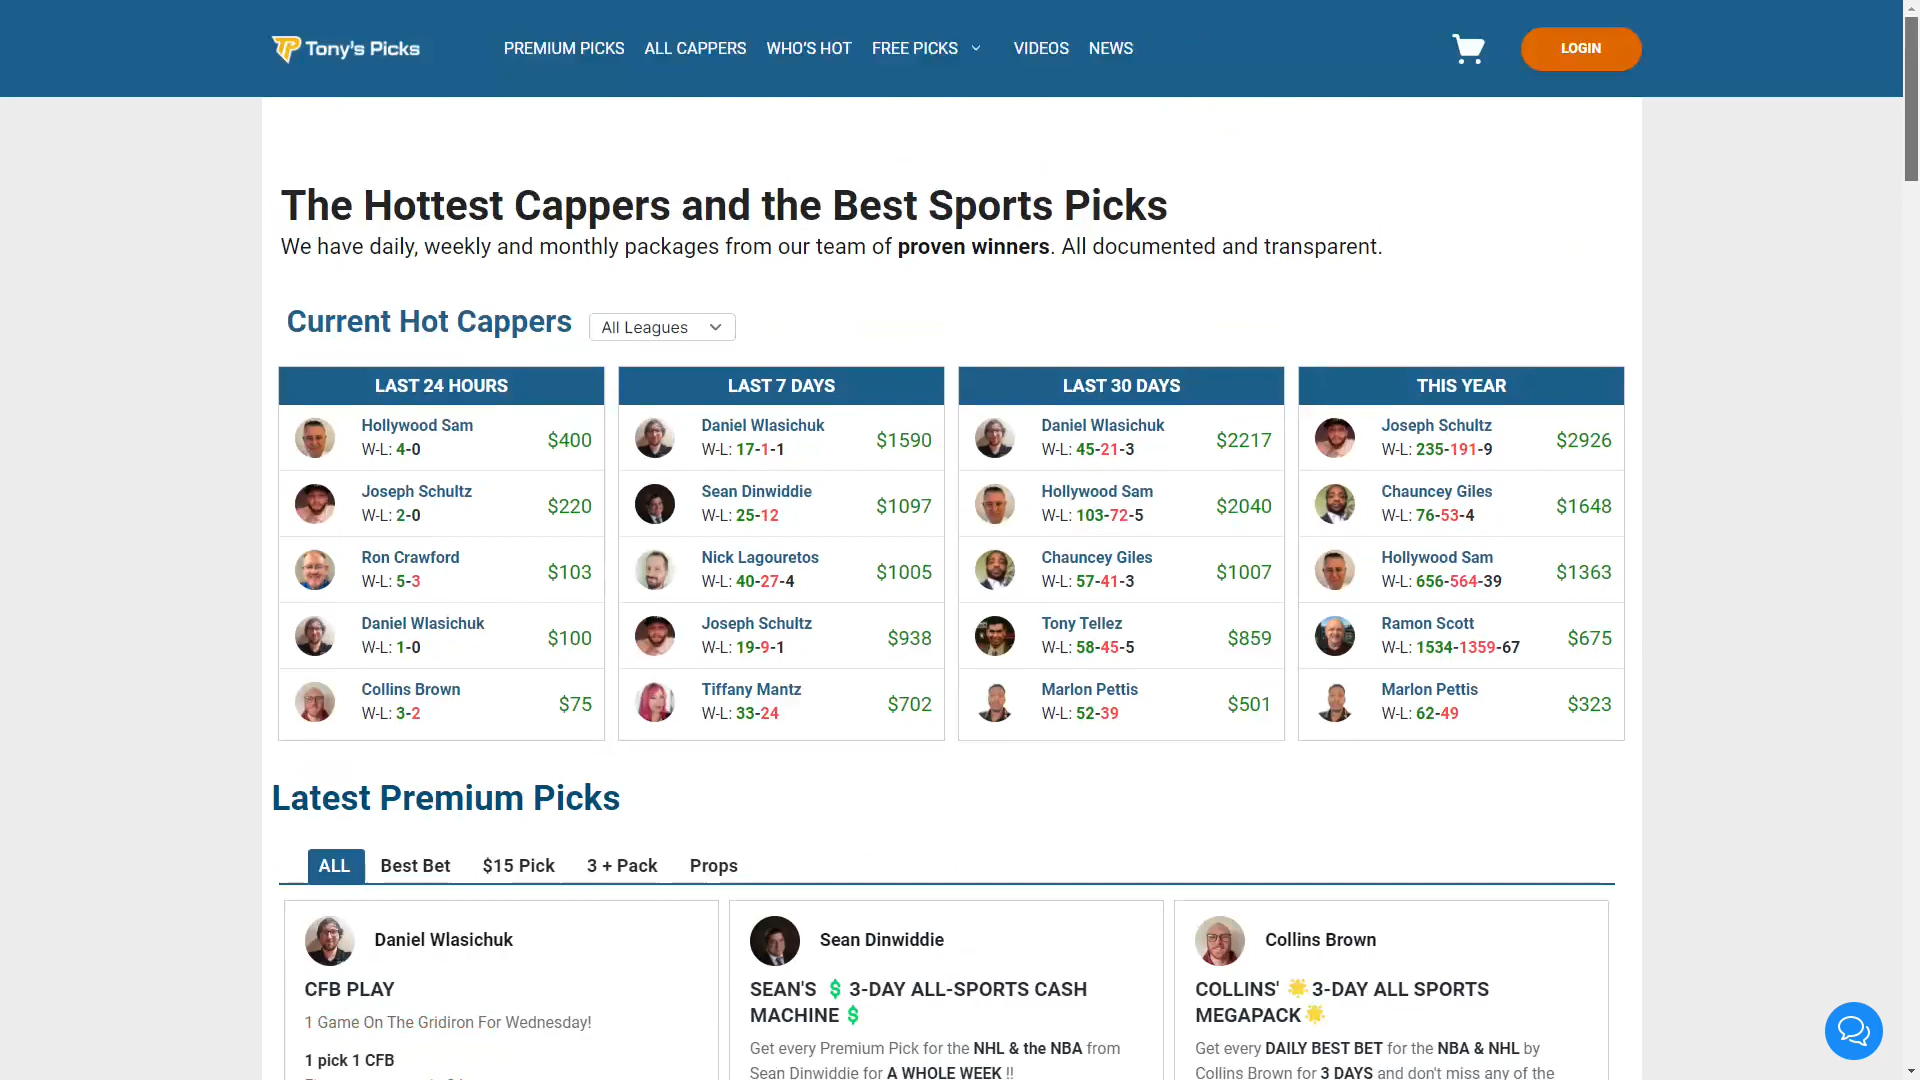 Tony's Picks
PREMIUM PICKS
ALL CAPPERS
WHO'S HOT
FREE PICKS
VIDEOS
NEWS
LOGIN
The Hottest Cappers and the Best Sports Picks
We have daily, weekly and monthly packages from our team of proven winners. All documented and transparent.
Current Hot Cappers
All Leagues
LAST 24 HOURS
Hollywood Sam
W-L: 4-0
$400
Joseph Schultz
W-L: 2-0
$220
Ron Crawford
W-L: 5-3
$103
Daniel Wlasichuk
W-L: 1-0
$100
Collins Brown
W-L: 3-2
$75
LAST 7 DAYS
Daniel Wlasichuk
W-L: 17-1-1
$1590
Sean Dinwiddie
W-L: 25-12
$1097
Nick Lagouretos
W-L: 40-27-4
$1005
Joseph Schultz
W-L: 19-9-1
$938
Tiffany Mantz
W-L: 33-24
$702
LAST 30 DAYS
Daniel Wlasichuk
W-L: 45-21-3
$2217
Hollywood Sam
W-L: 103-72-5
$2040
Chauncey Giles
W-L: 57-41-3
$1007
Tony Tellez
W-L: 58-45-5
$859
Marlon Pettis
W-L: 52-39
$501
THIS YEAR
Joseph Schultz
W-L: 235-191-9
$2926
Chauncey Giles
W-L: 76-53-4
$1648
Hollywood Sam
W-L: 656-564-39
$1363
Ramon Scott
W-L: 1534-1359-67
$675
Marlon Pettis
W-L: 62-49
$323
Latest Premium Picks
ALL
Best Bet
$15 Pick
3 + Pack
Props
Daniel Wlasichuk
CFB PLAY
1 Game On The Gridiron For Wednesday!
1 pick 1 CFB
Sean Dinwiddie
SEAN'S 💲 3-DAY ALL-SPORTS CASH
MACHINE 💲
Get every Premium Pick for the NHL & the NBA from
Sean Dinwiddie for A WHOLE WEEK !!
Collins Brown
COLLINS' 🌟3-DAY ALL SPORTS
MEGAPACK🌟
Get every DAILY BEST BET for the NBA & NHL by
Collins Brown for 3 DAYS and don't miss any of the